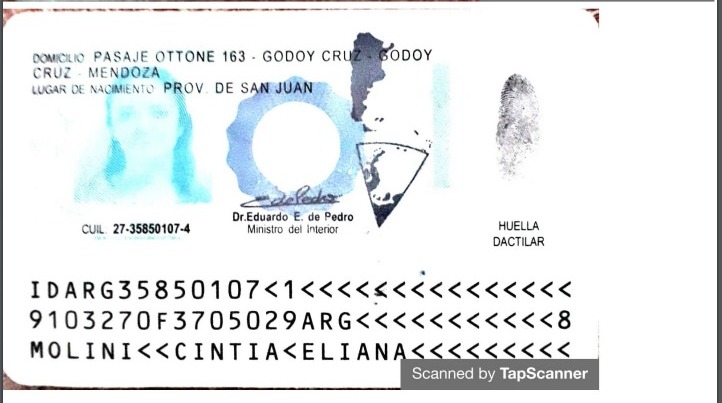 DOMICILIO PASAJE OTTONE 163 - GODOY CRUZ - GODOY
CRUZ - MENDOZA
LUGAR DE NACIMIENTO PROV. DE SAN JUAN
CUIL. 27-35850107-4
Dr.Eduardo E. de Pedro
Ministro del Interior
HUELLA
DACTILAR
IDARG35850107<1<<<<<<<<<<<<<<<
9103270F3705029ARG<<<<<<<<<<<8
MOLINI<<CINTIA<ELIANA<<<<<<<<<
Scanned by TapScanner